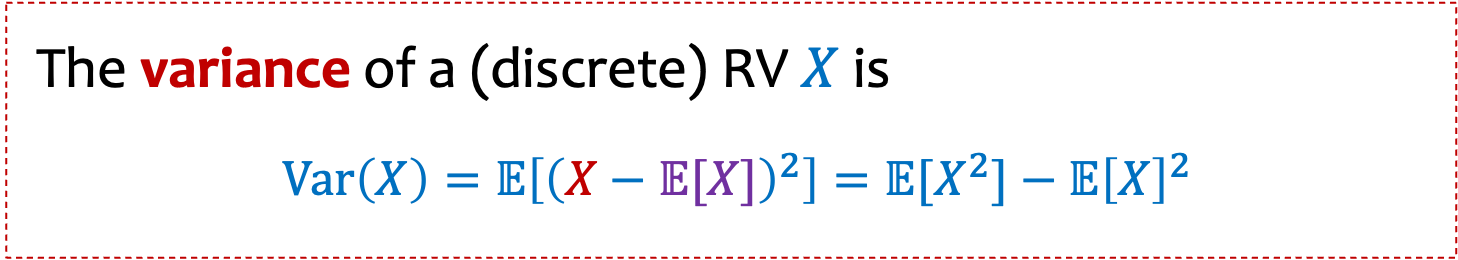 The variance of a (discrete) RV X is
Var(X) = 𝔼[(X − 𝔼[X])²] = 𝔼[X²] − 𝔼[X]²